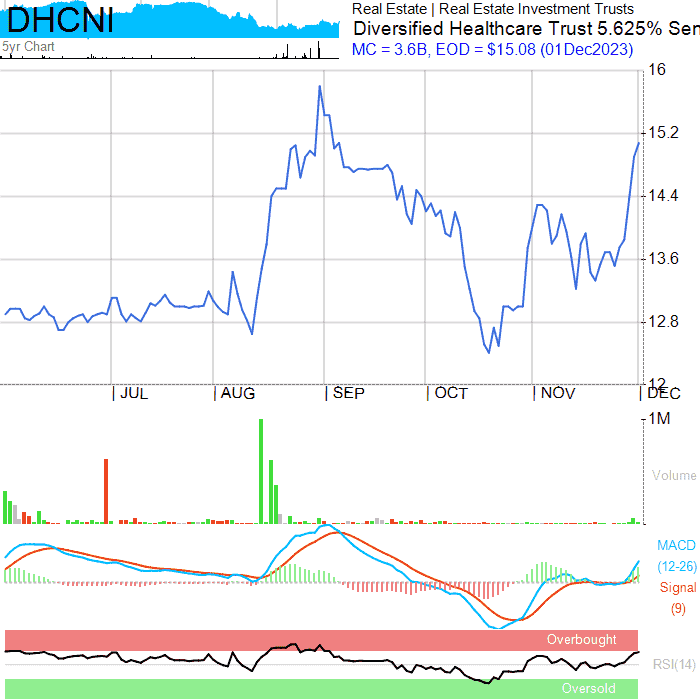 DHCNI
5yr Chart
Real Estate | Real Estate Investment Trusts
Diversified Healthcare Trust 5.625% Sen
MC = 3.6B, EOD = $15.08 (01Dec2023)
16
15.2
14.4
13.6
12.8
12
JUL
AUG
SEP
OCT
NOV
DEC
1M
Volume
MACD
(12-26)
Signal
(9)
Overbought
RSI(14)
Oversold